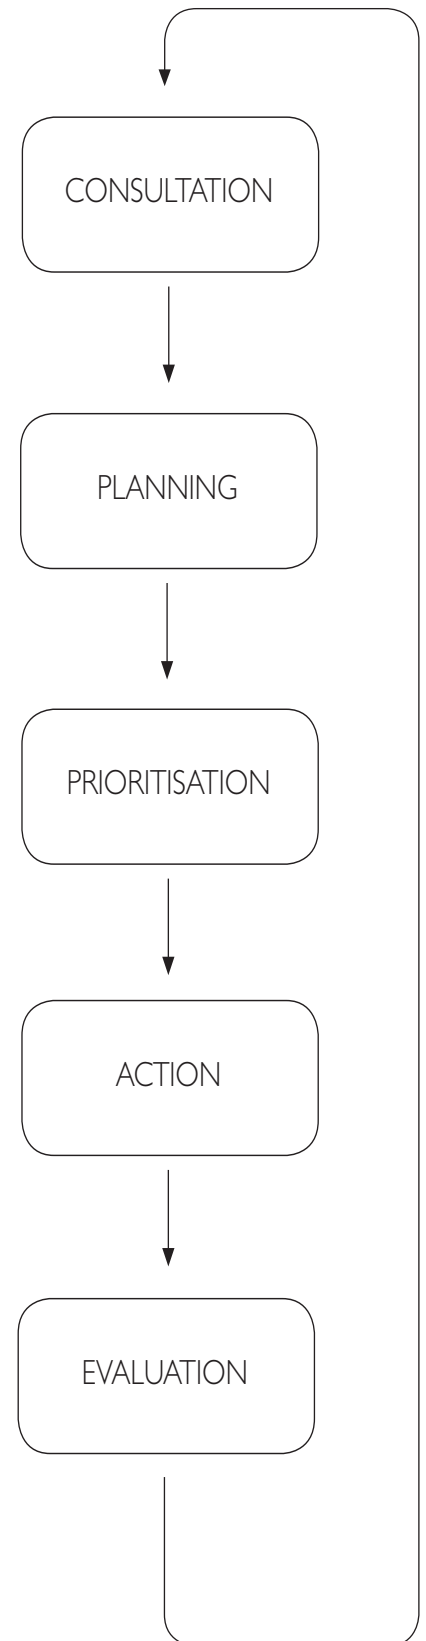 CONSULTATION
PLANNING
PRIORITISATION
ACTION
EVALUATION